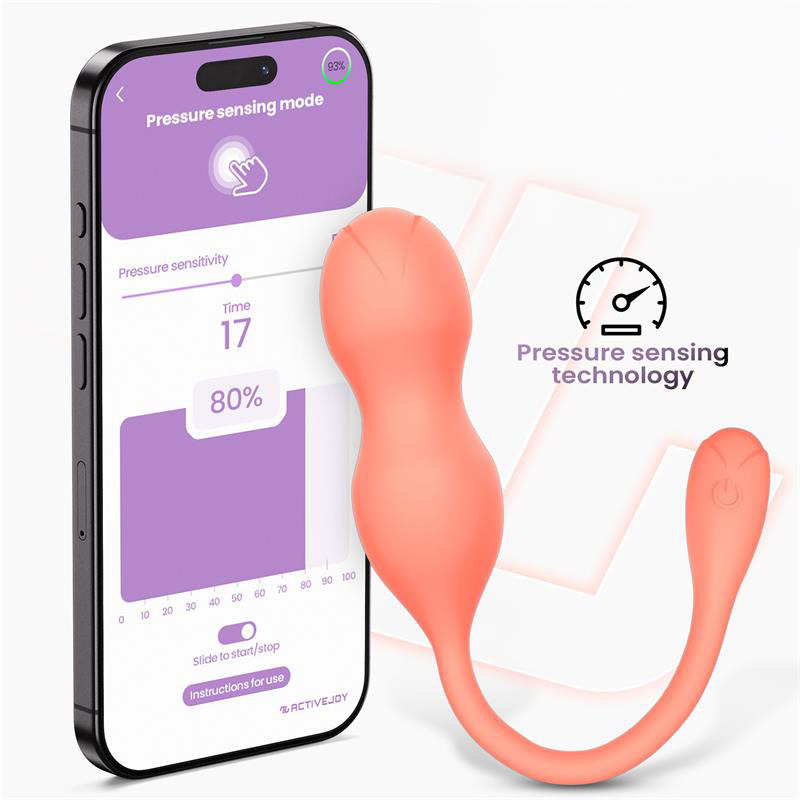 93%
Pressure sensing mode
Pressure sensitivity
Time
17
80%
0 10 20 30 40 50 60 70 80 90 100
Slide to start/stop
Instructions for use
ACTIVEJOY
Pressure sensing
technology